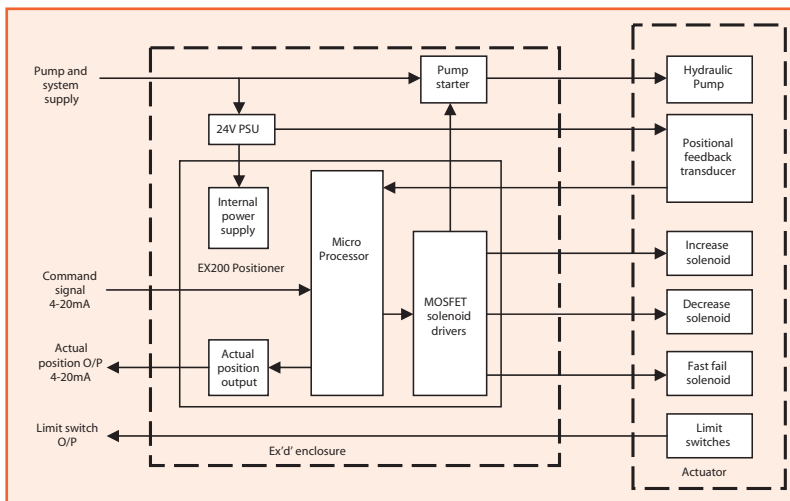 Pump and
system
supply
Pump
starter
Hydraulic
Pump
24V PSU
Positional
feedback
transducer
Internal
power
supply
Micro
Processor
EX200 Positioner
Increase
solenoid
Command
signal
4-20mA
MOSFET
solenoid
drivers
Decrease
solenoid
Actual
position O/P
4-20mA
Actual
position
output
Fast fail
solenoid
Limit switch
O/P
Limit
switches
Ex'd' enclosure
Actuator